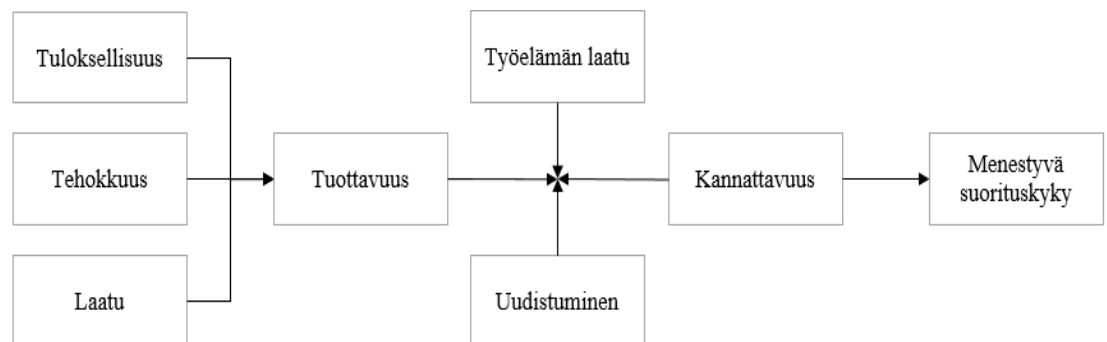 Tuloksellisuus
Tehokkuus
Laatu
Tuottavuus
Työelämän laatu
Uudistuminen
Kannattavuus
Menestyvä
suorituskyky